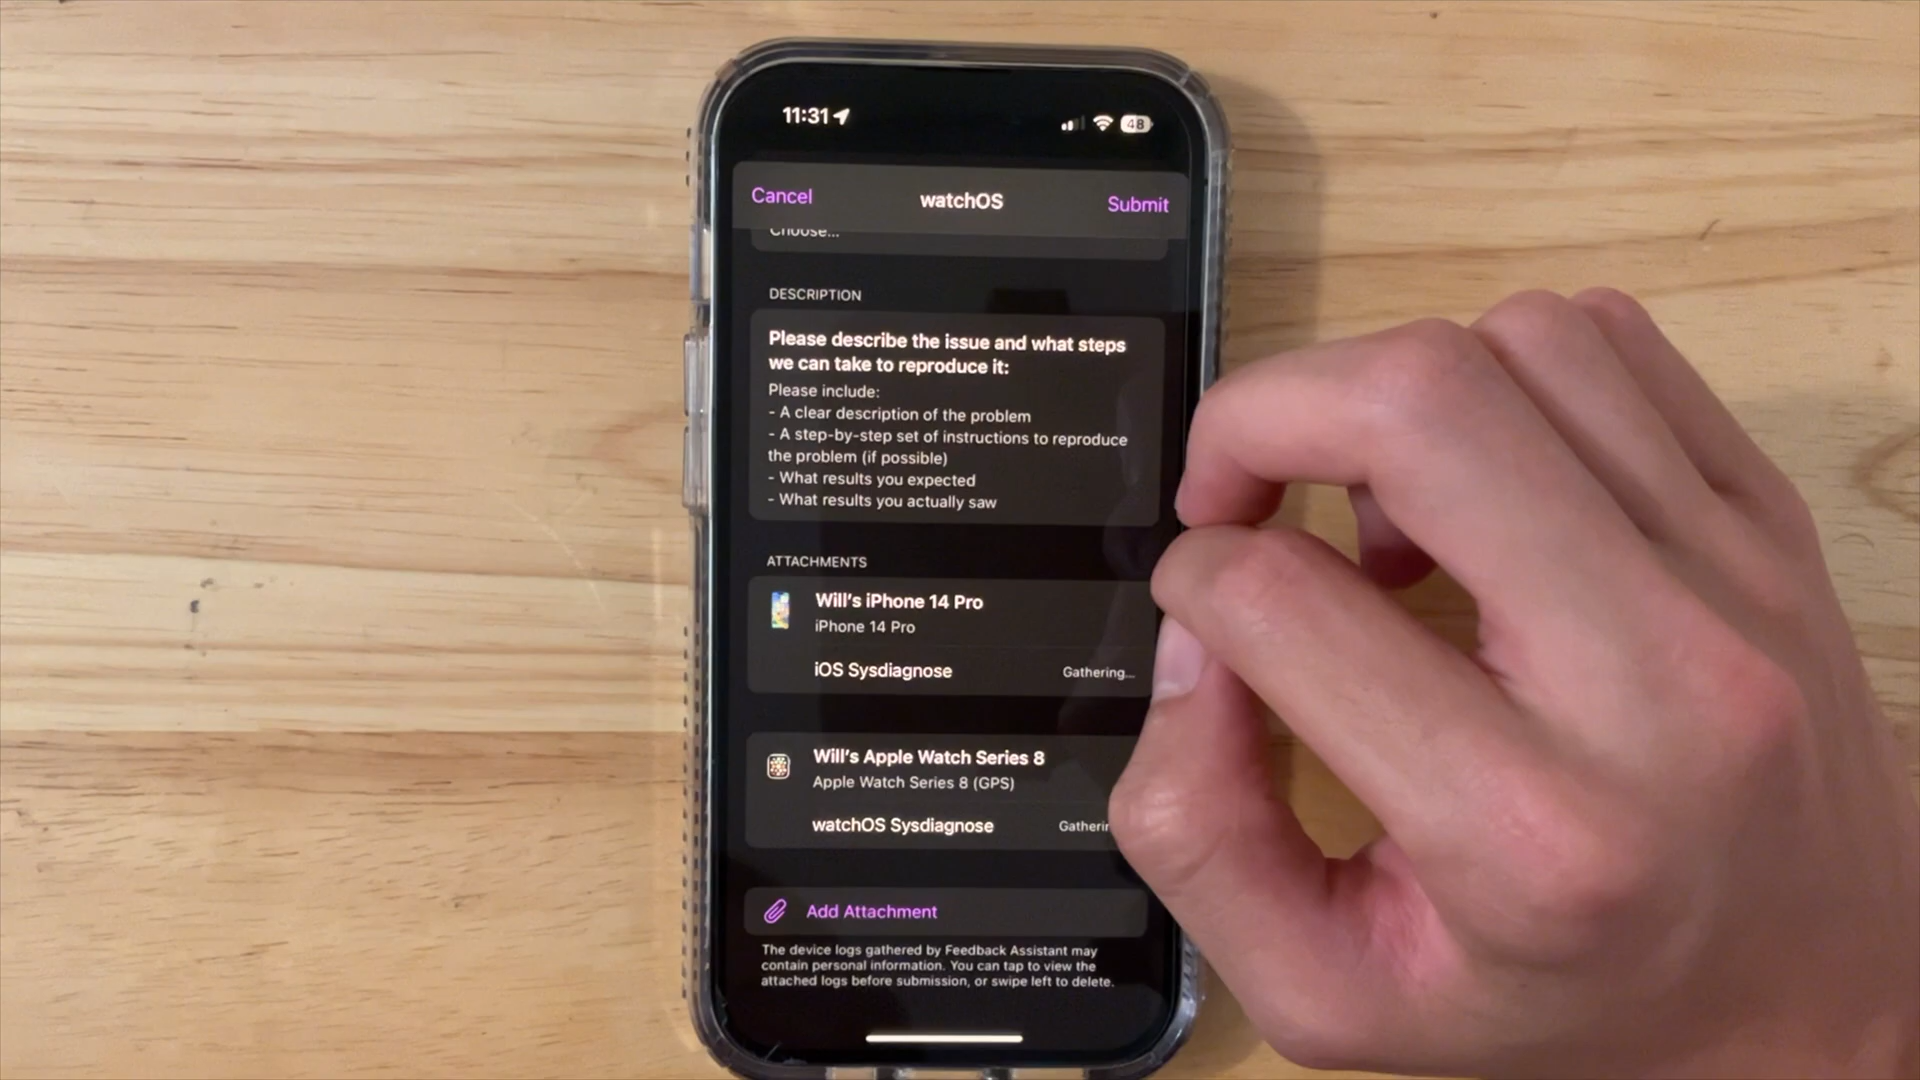 11:31
48
Cancel
watchOS
Submit
Choose...
DESCRIPTION
Please describe the issue and what steps
we can take to reproduce it:
Please include:
- A clear description of the problem
- A step-by-step set of instructions to reproduce
the problem (if possible)
- What results you expected
- What results you actually saw
ATTACHMENTS
Will's iPhone 14 Pro
iPhone 14 Pro
iOS Sysdiagnose
Gathering...
Will's Apple Watch Series 8
Apple Watch Series 8 (GPS)
watchOS Sysdiagnose
Gatherin
Add Attachment
The device logs gathered by Feedback Assistant may
contain personal information. You can tap to view the
attached logs before submission, or swipe left to delete.